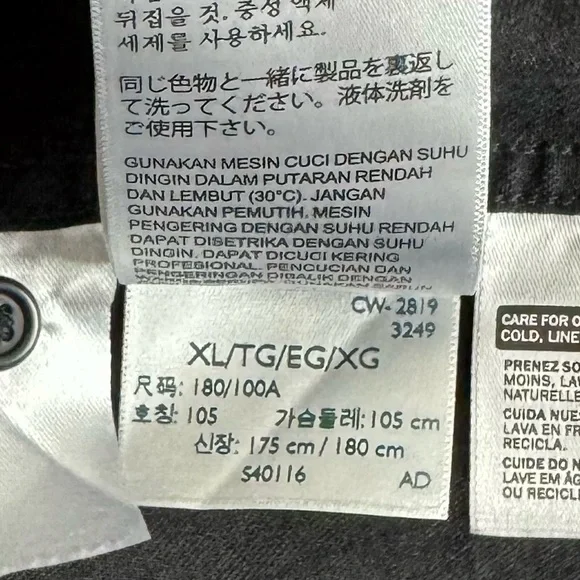 뒤집을 것. 중성 액체
세제를 사용하세요.
同じ色物と一緒に製品を裏返し
て洗ってください。液体洗剤を
ご使用下さい。
GUNAKAN MESIN CUCI DENGAN SUHU
DINGIN DALAM PUTARAN RENDAH
DAN LEMBUT (30°C). JANGAN
GUNAKAN PEMUTIH. MESIN
PENGERING DENGAN SUHU RENDAH
DAPAT DISETRIKA DENGAN SUHU
DINGIN. DAPAT DICUCI KERING
PROFESIONAL. PENCUCIAN DAN
PENGERINGAN DIBALIK DENGAN
CW-2819
3249
XL/TG/EG/XG
尺码: 180/100A
호칭: 105 가슴둘레: 105 cm
신장: 175 cm / 180 cm
S40116 AD
CARE FOR O
COLD, LINE
PRENEZ SO
MOINS, LAV
NATURELLE
CUIDA NUE
LAVA EN FR
RECICLA.
CUIDE DO N
LAVE EM ÁG
OU RECICL